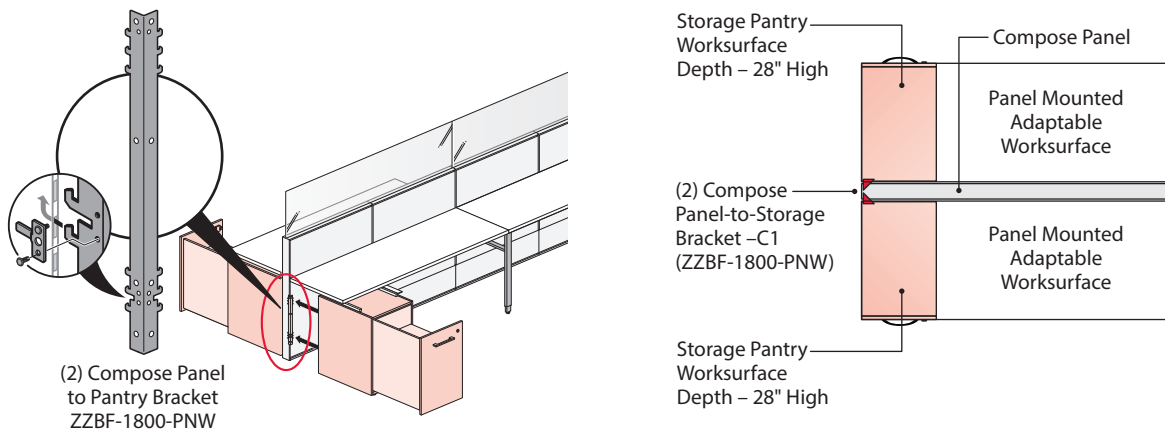 (2) Compose Panel
to Pantry Bracket
ZZBF-1800-PNW
Storage Pantry
Worksurface
Depth – 28" High
Compose Panel
Panel Mounted
Adaptable
Worksurface
(2) Compose
Panel-to-Storage
Bracket –C1
(ZZBF-1800-PNW)
Panel Mounted
Adaptable
Worksurface
Storage Pantry
Worksurface
Depth – 28" High